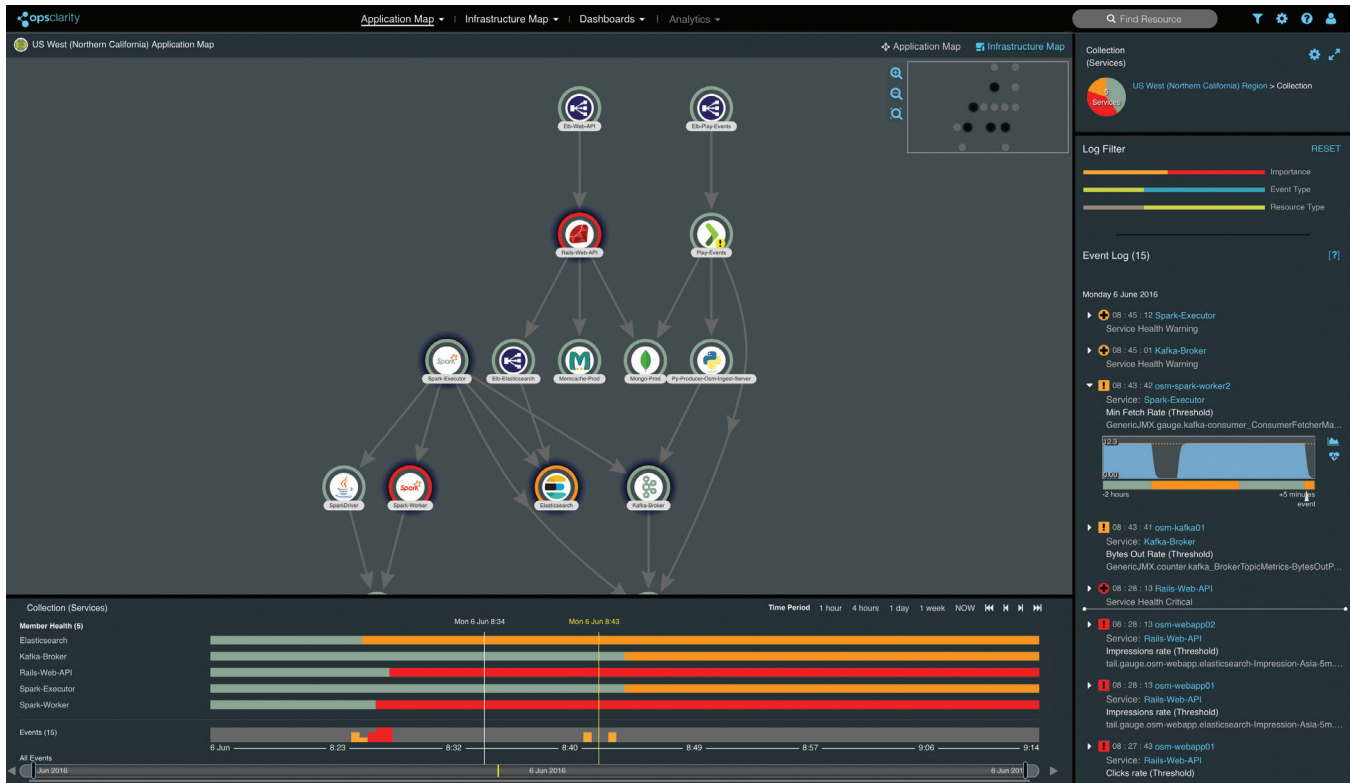 opsclarity
Application Map
Infrastructure Map
Dashboards
Analytics
Find Resource
US West (Northern California) Application Map
Application Map
Infrastructure Map
Elb-Web-API
Elb-Play-Events
Rails-Web-API
Play-Events
Spark
Spark-Executor
Elb-Elasticsearch
Memcache-Prod
Mongo-Prod
Py-Producer-Osm-Ingest-Server
SparkDriver
Spark
Spark-Worker
Elasticsearch
Kafka-Broker
Collection
(Services)
5
Services
US West (Northern California) Region > Collection
Log Filter
RESET
Importance
Event Type
Resource Type
Event Log (15)
[?]
Monday 6 June 2016
08 : 45 : 12 Spark-Executor
Service Health Warning
08 : 45 : 01 Kafka-Broker
Service Health Warning
08 : 43 : 42 osm-spark-worker2
Service: Spark-Executor
Min Fetch Rate (Threshold)
GenericJMX.gauge.kafka-consumer_ConsumerFetcherMa...
12.3
0.00
-2 hours
+5 minutes
event
08 : 43 : 41 osm-kafka01
Service: Kafka-Broker
Bytes Out Rate (Threshold)
GenericJMX.counter.kafka_BrokerTopicMetrics-BytesOutP...
08 : 28 : 13 Rails-Web-API
Service Health Critical
08 : 28 : 13 osm-webapp02
Service: Rails-Web-API
Impressions rate (Threshold)
tail.gauge.osm-webapp.elasticsearch-Impression-Asia-5m....
08 : 28 : 13 osm-webapp01
Service: Rails-Web-API
Impressions rate (Threshold)
tail.gauge.osm-webapp.elasticsearch-Impression-Asia-5m....
08 : 27 : 43 osm-webapp01
Service: Rails-Web-API
Clicks rate (Threshold)
Collection (Services)
Time Period 1 hour 4 hours 1 day 1 week NOW
Member Health (5)
Mon 6 Jun 8:34
Mon 6 Jun 8:43
Elasticsearch
Kafka-Broker
Rails-Web-API
Spark-Executor
Spark-Worker
Events (15)
6 Jun 8:23 8:32 8:40 8:49 8:57 9:06 9:14
All Events
Jun 2016
6 Jun 2016
6 Jun 201